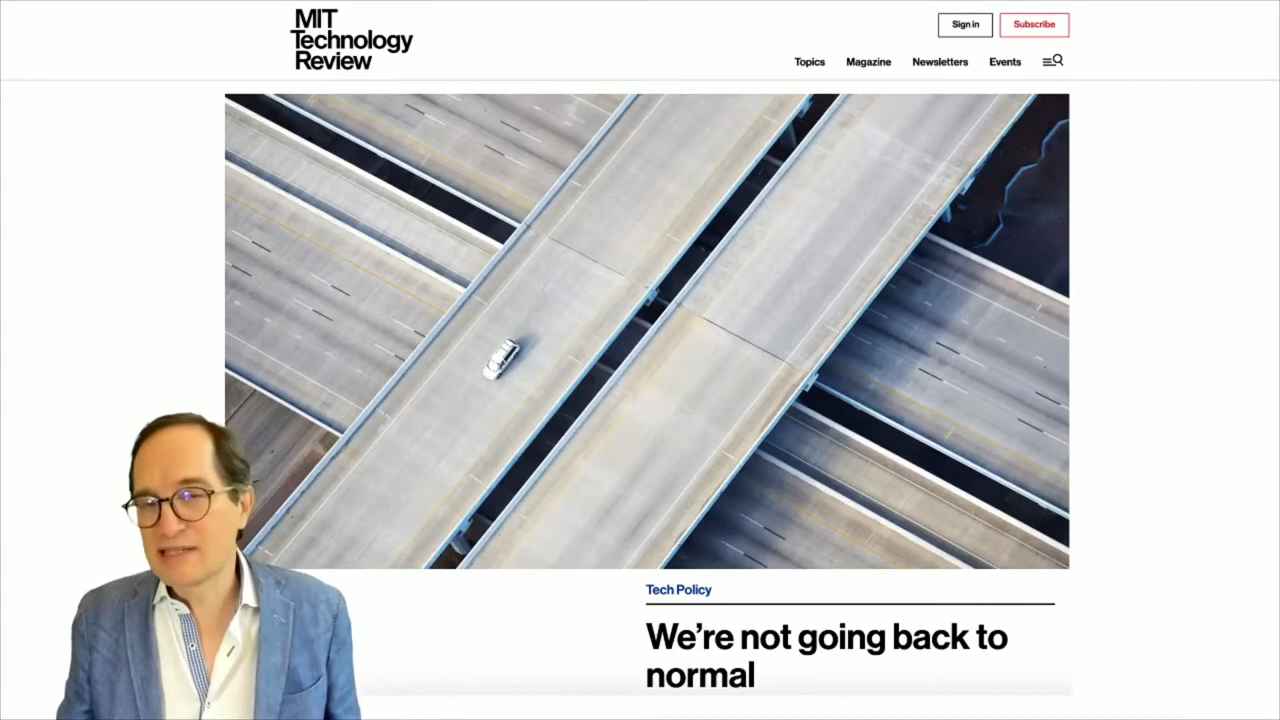 MIT
Technology
Review
Sign in
Subscribe
Topics
Magazine
Newsletters
Events
Tech Policy
We're not going back to
normal